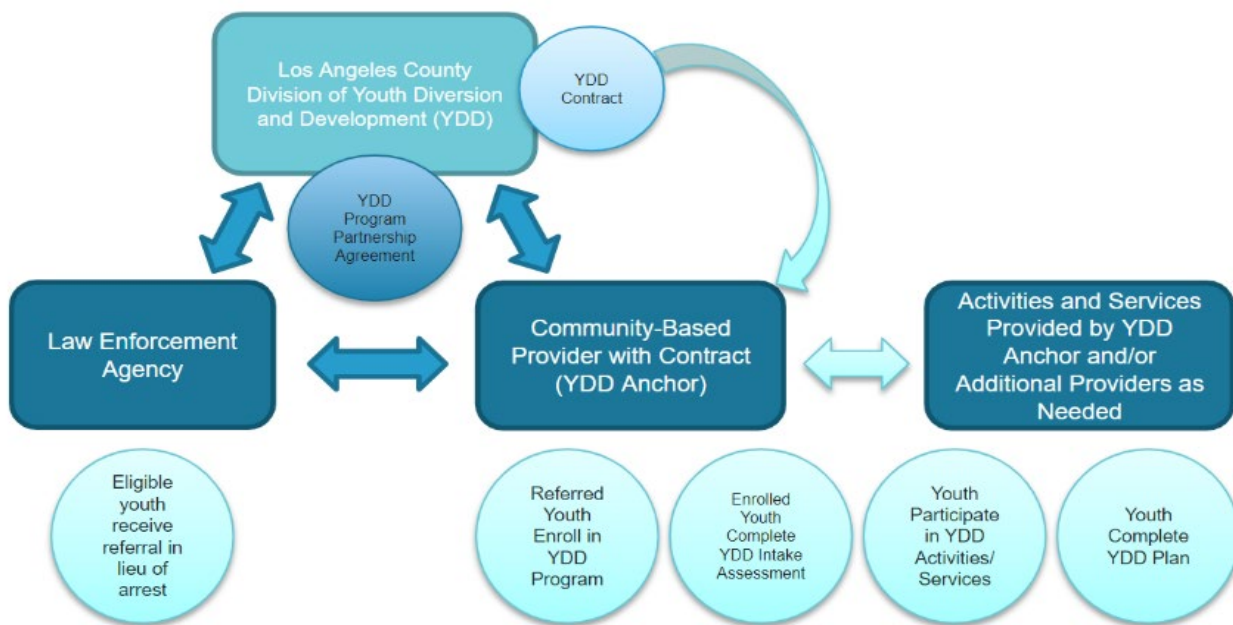 Los Angeles County
Division of Youth Diversion
and Development (YDD)
YDD
Contract
YDD
Program
Partnership
Agreement
Law Enforcement
Agency
Community-Based
Provider with Contract
(YDD Anchor)
Activities and Services
Provided by YDD
Anchor and/or
Additional Providers as
Needed
Eligible
youth
receive
referral in
lieu of
arrest
Referred
Youth
Enroll in
YDD
Program
Enrolled
Youth
Complete
YDD Intake
Assessment
Youth
Participate
in YDD
Activities/
Services
Youth
Complete
YDD Plan